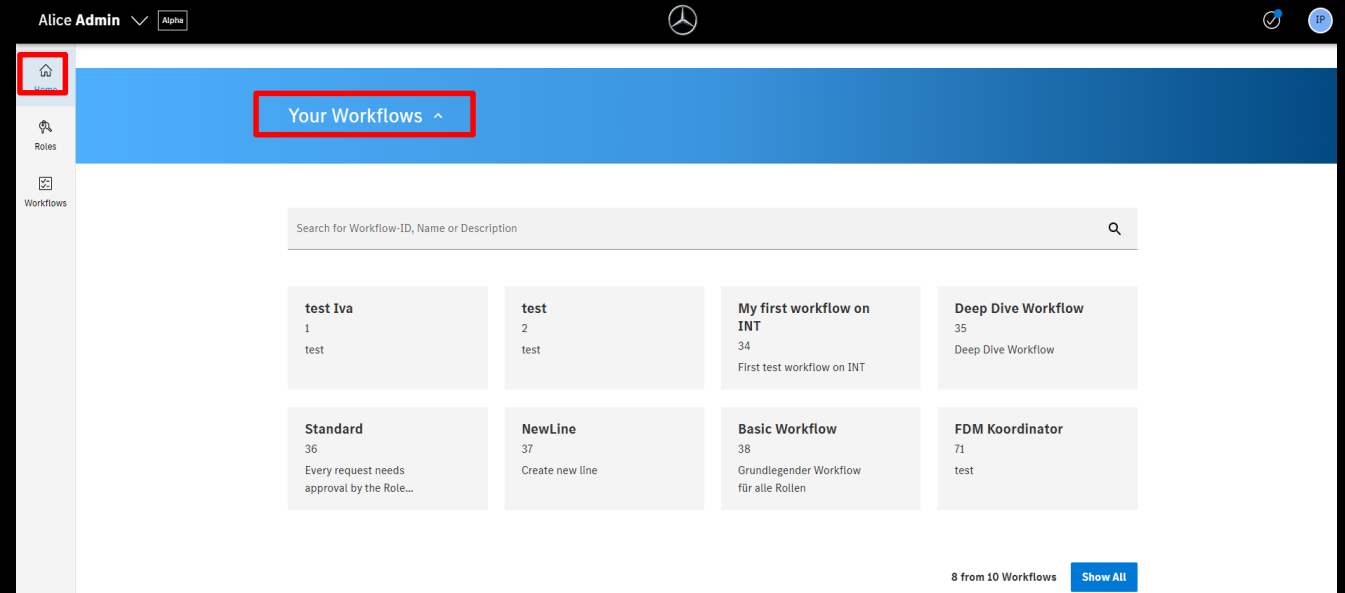 Alice Admin
Alpha
IP
Home
Your Workflows
Roles
Workflows
Search for Workflow-ID, Name or Description
test Iva
1
test
test
2
test
My first workflow on
INT
34
First test workflow on INT
Deep Dive Workflow
35
Deep Dive Workflow
Standard
36
Every request needs
approval by the Role...
NewLine
37
Create new line
Basic Workflow
38
Grundlegender Workflow
für alle Rollen
FDM Koordinator
71
test
8 from 10 Workflows
Show All